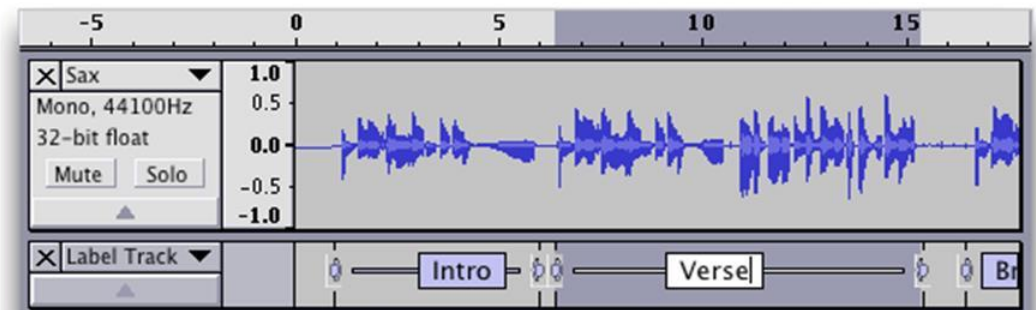 -5 0 5 10 15
X Sax
1.0
Mono, 44100Hz
0.5
32-bit float
0.0
Mute Solo
-0.5
-1.0
X Label Track
Intro Verse Br